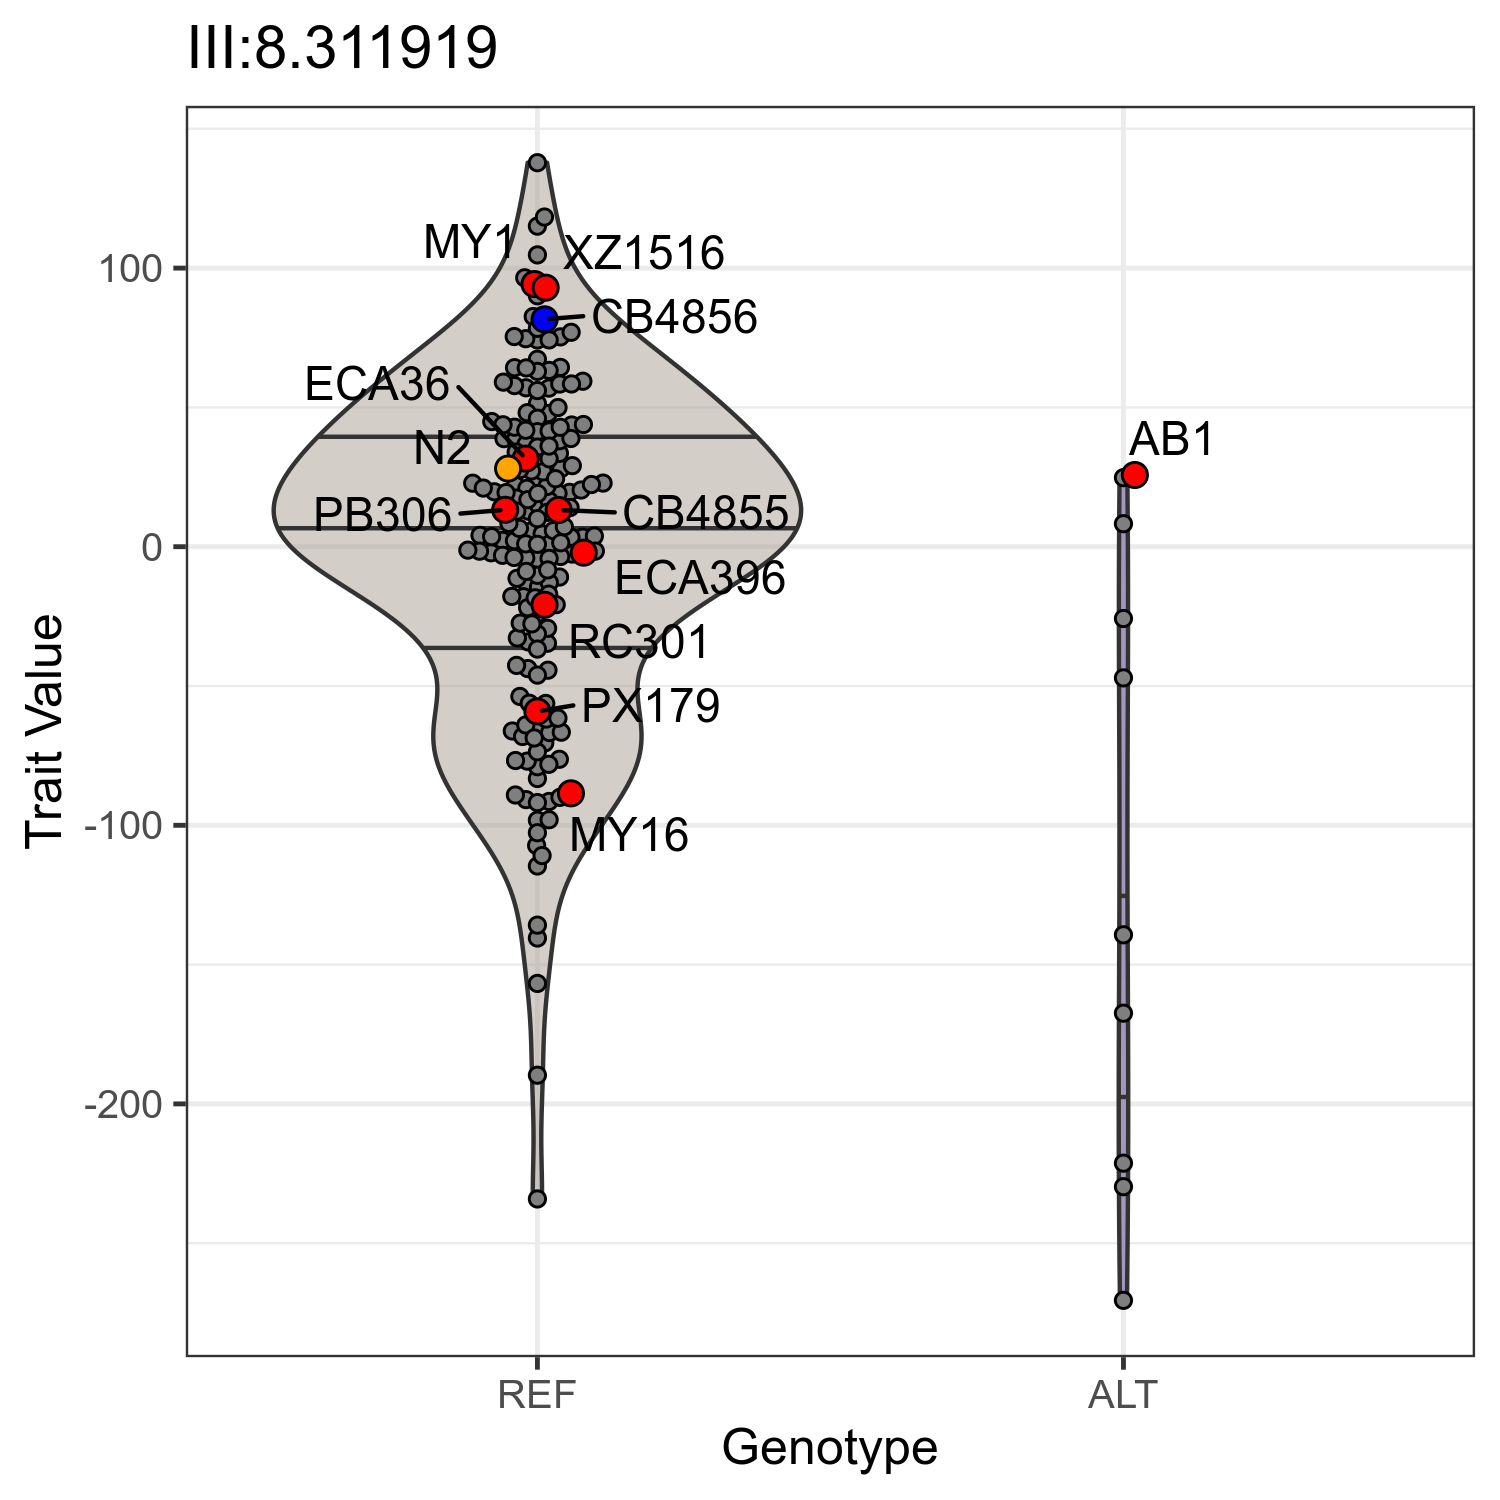 III:8.311919
MY1
XZ1516
CB4856
ECA36
N2
AB1
PB306
CB4855
ECA396
RC301
PX179
MY16
100
0
-100
-200
Trait Value
REF
ALT
Genotype